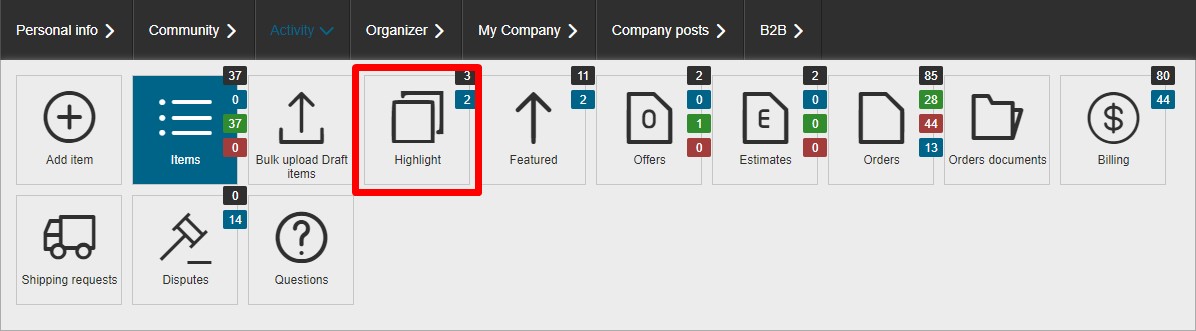 Personal info
Community
Activity
Organizer
My Company
Company posts
B2B
Add item
37
0
37
0
Items
Bulk upload Draft
items
3
2
Highlight
11
2
Featured
2
0
1
0
O
Offers
2
0
0
0
E
Estimates
85
28
44
13
Orders
Orders documents
80
44
$
Billing
Shipping requests
0
14
Disputes
?
Questions